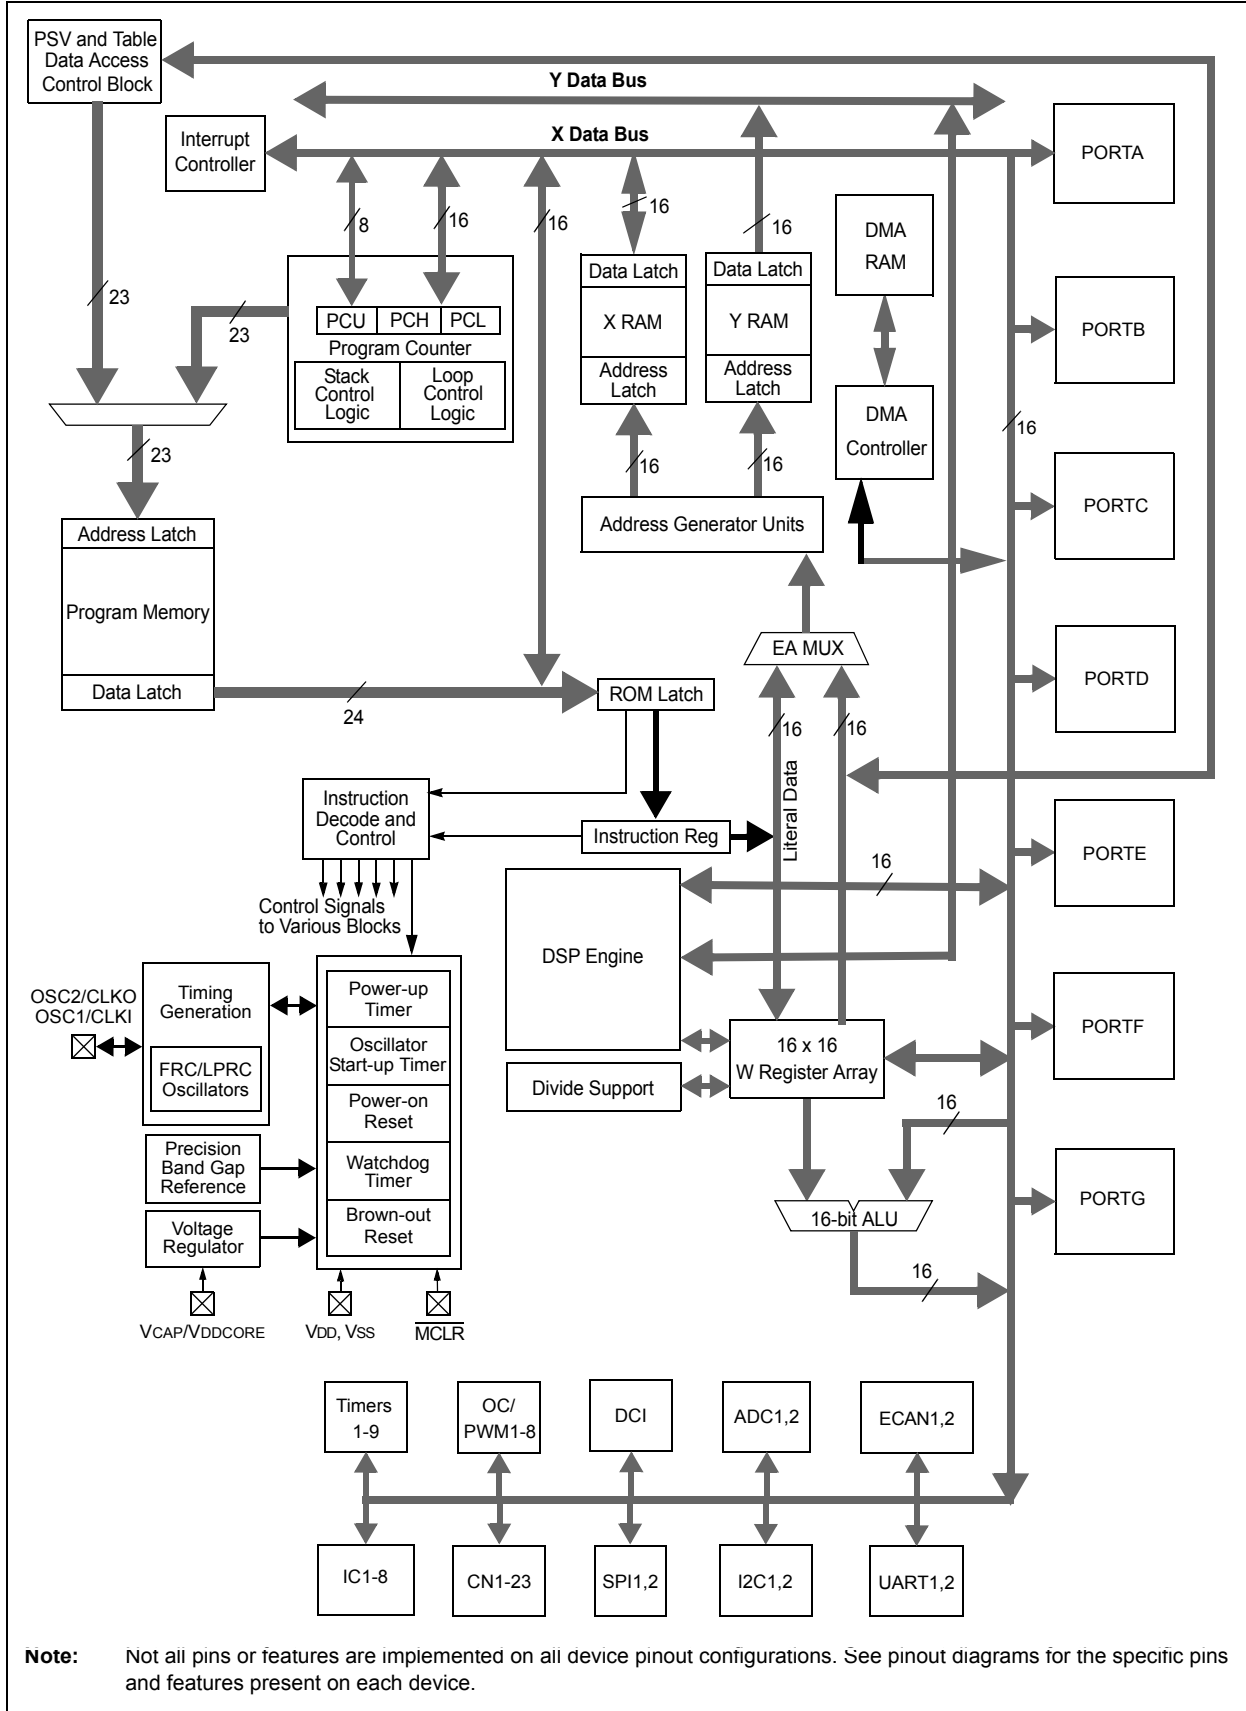 PSV and Table
Data Access
Control Block
Y Data Bus
X Data Bus
Interrupt
Controller
PORTA
8
16
16
16
16
DMA
RAM
23
23
Data Latch
X RAM
Address
Latch
Data Latch
Y RAM
Address
Latch
PCU
PCH
PCL
Program Counter
Stack
Control
Logic
Loop
Control
Logic
PORTB
DMA
Controller
16
23
16
16
PORTC
Address Generator Units
Address Latch
Program Memory
Data Latch
24
EA MUX
PORTD
ROM Latch
16
16
Literal Data
Instruction
Decode and
Control
Instruction Reg
PORTE
16
Control Signals
to Various Blocks
DSP Engine
OSC2/CLKO
OSC1/CLKI
Timing
Generation
FRC/LPRC
Oscillators
Power-up
Timer
Oscillator
Start-up Timer
Power-on
Reset
Watchdog
Timer
Brown-out
Reset
PORTF
16 x 16
W Register Array
Divide Support
16
Precision
Band Gap
Reference
Voltage
Regulator
PORTG
16-bit ALU
16
VCAP/VDDCORE
VDD, VSS
MCLR
Timers
1-9
OC/
PWM1-8
DCI
ADC1,2
ECAN1,2
IC1-8
CN1-23
SPI1,2
I2C1,2
UART1,2
Note: Not all pins or features are implemented on all device pinout configurations. See pinout diagrams for the specific pins
and features present on each device.